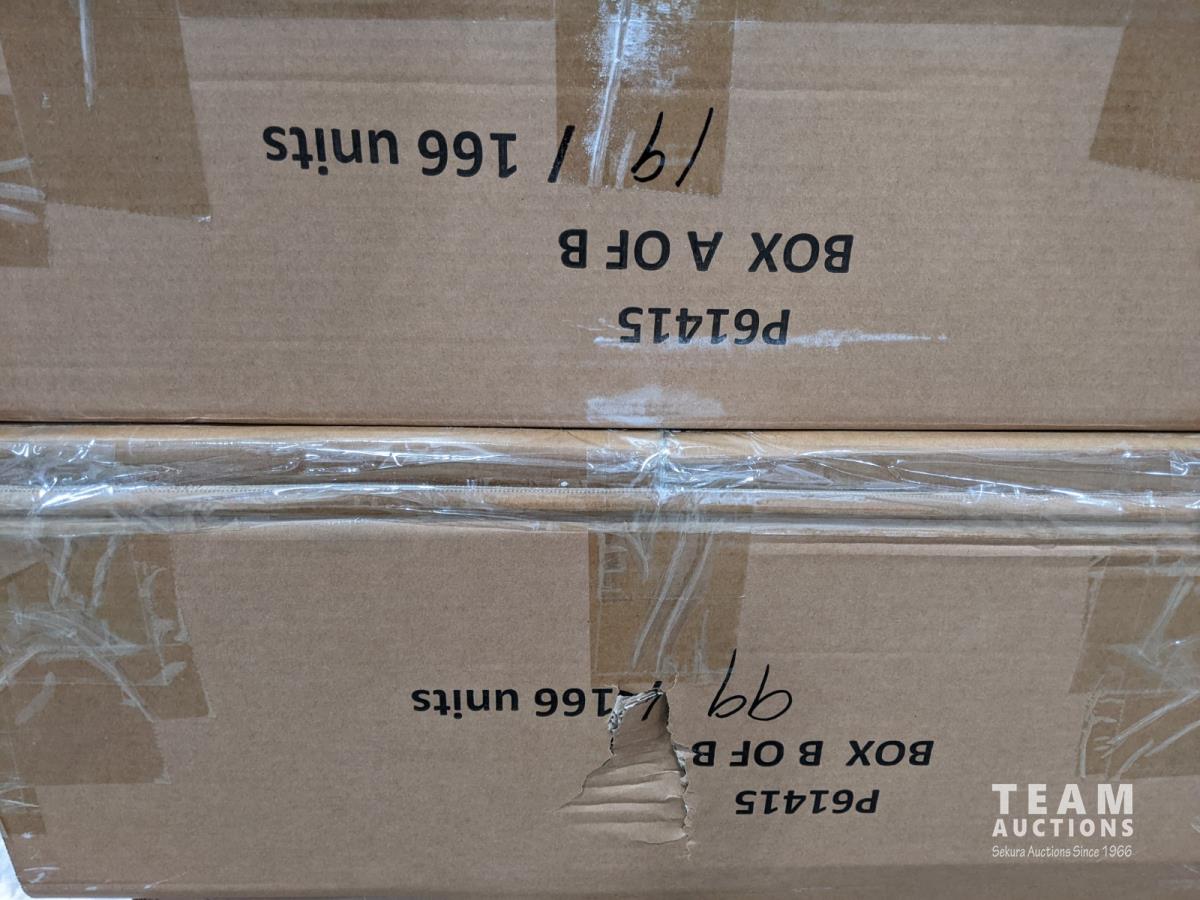 P61415
BOX B OF B
99 / 166 units
P61415
BOX A OF B
19 / 166 units
TEAM
AUCTIONS
Sekura Auctions Since 1966